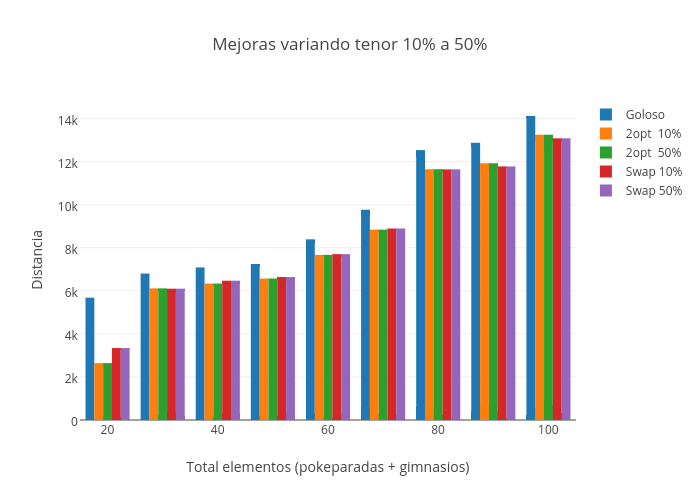 Mejoras variando tenor 10% a 50%
Goloso
2opt 10%
2opt 50%
Swap 10%
Swap 50%
Distancia
14k
12k
10k
8k
6k
4k
2k
0
20
40
60
80
100
Total elementos (pokeparadas + gimnasios)